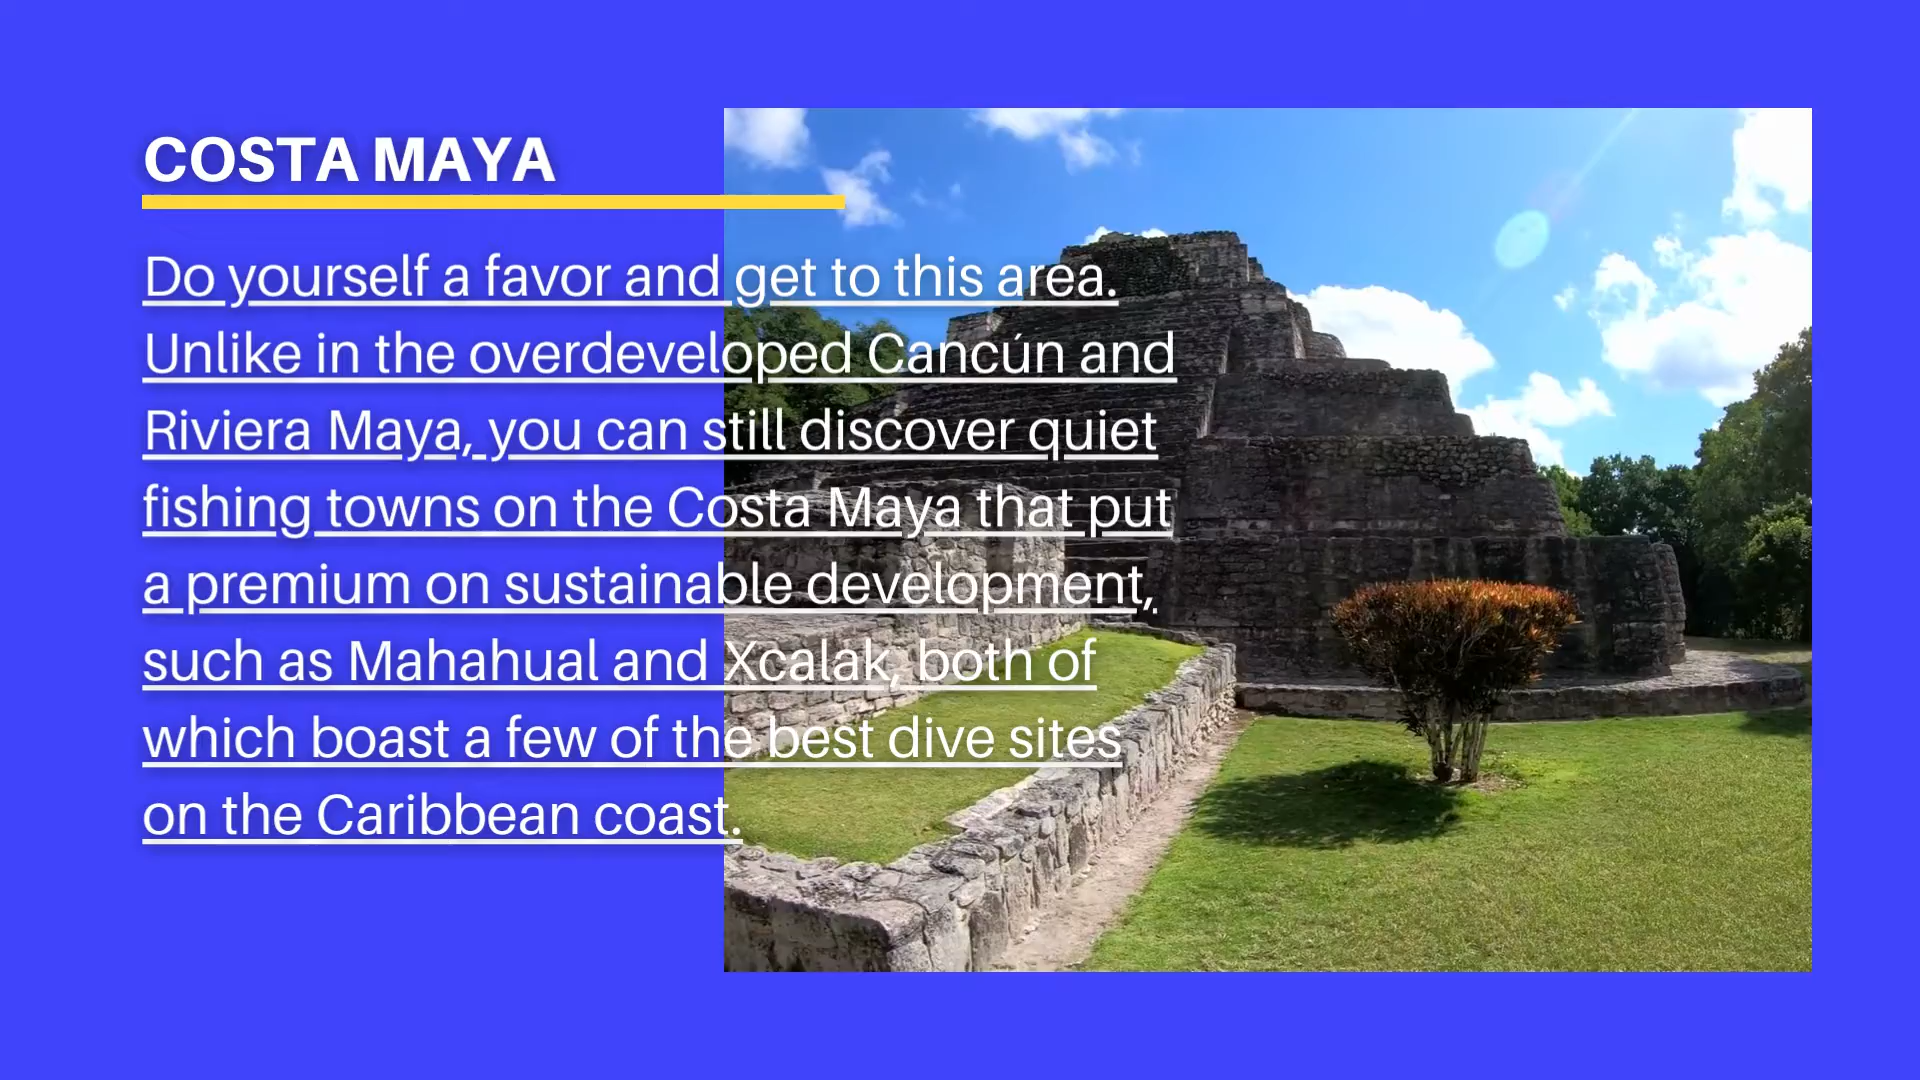 COSTA MAYA
Do yourself a favor and get to this area.
Unlike in the overdeveloped Cancún and
Riviera Maya, you can still discover quiet
fishing towns on the Costa Maya that put
a premium on sustainable development,
such as Mahahual and Xcalak, both of
which boast a few of the best dive sites
on the Caribbean coast.